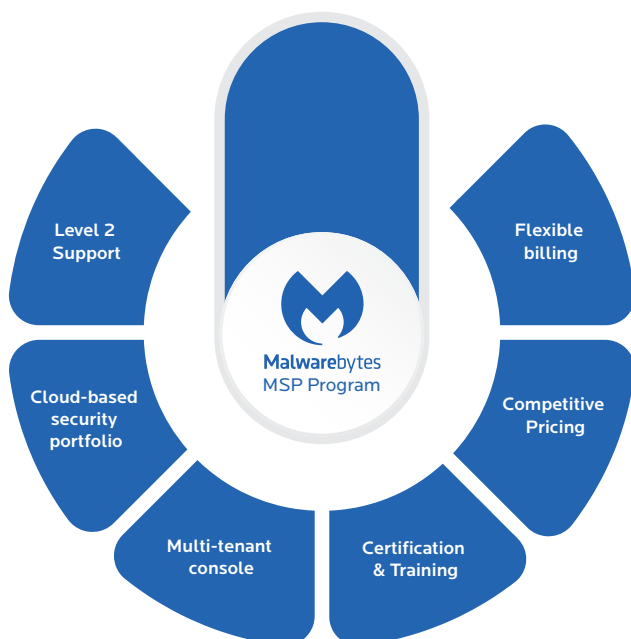 Level 2
Support
Flexible
billing
Malwarebytes
MSP Program
Cloud-based
security
portfolio
Competitive
Pricing
Multi-tenant
console
Certification
& Training